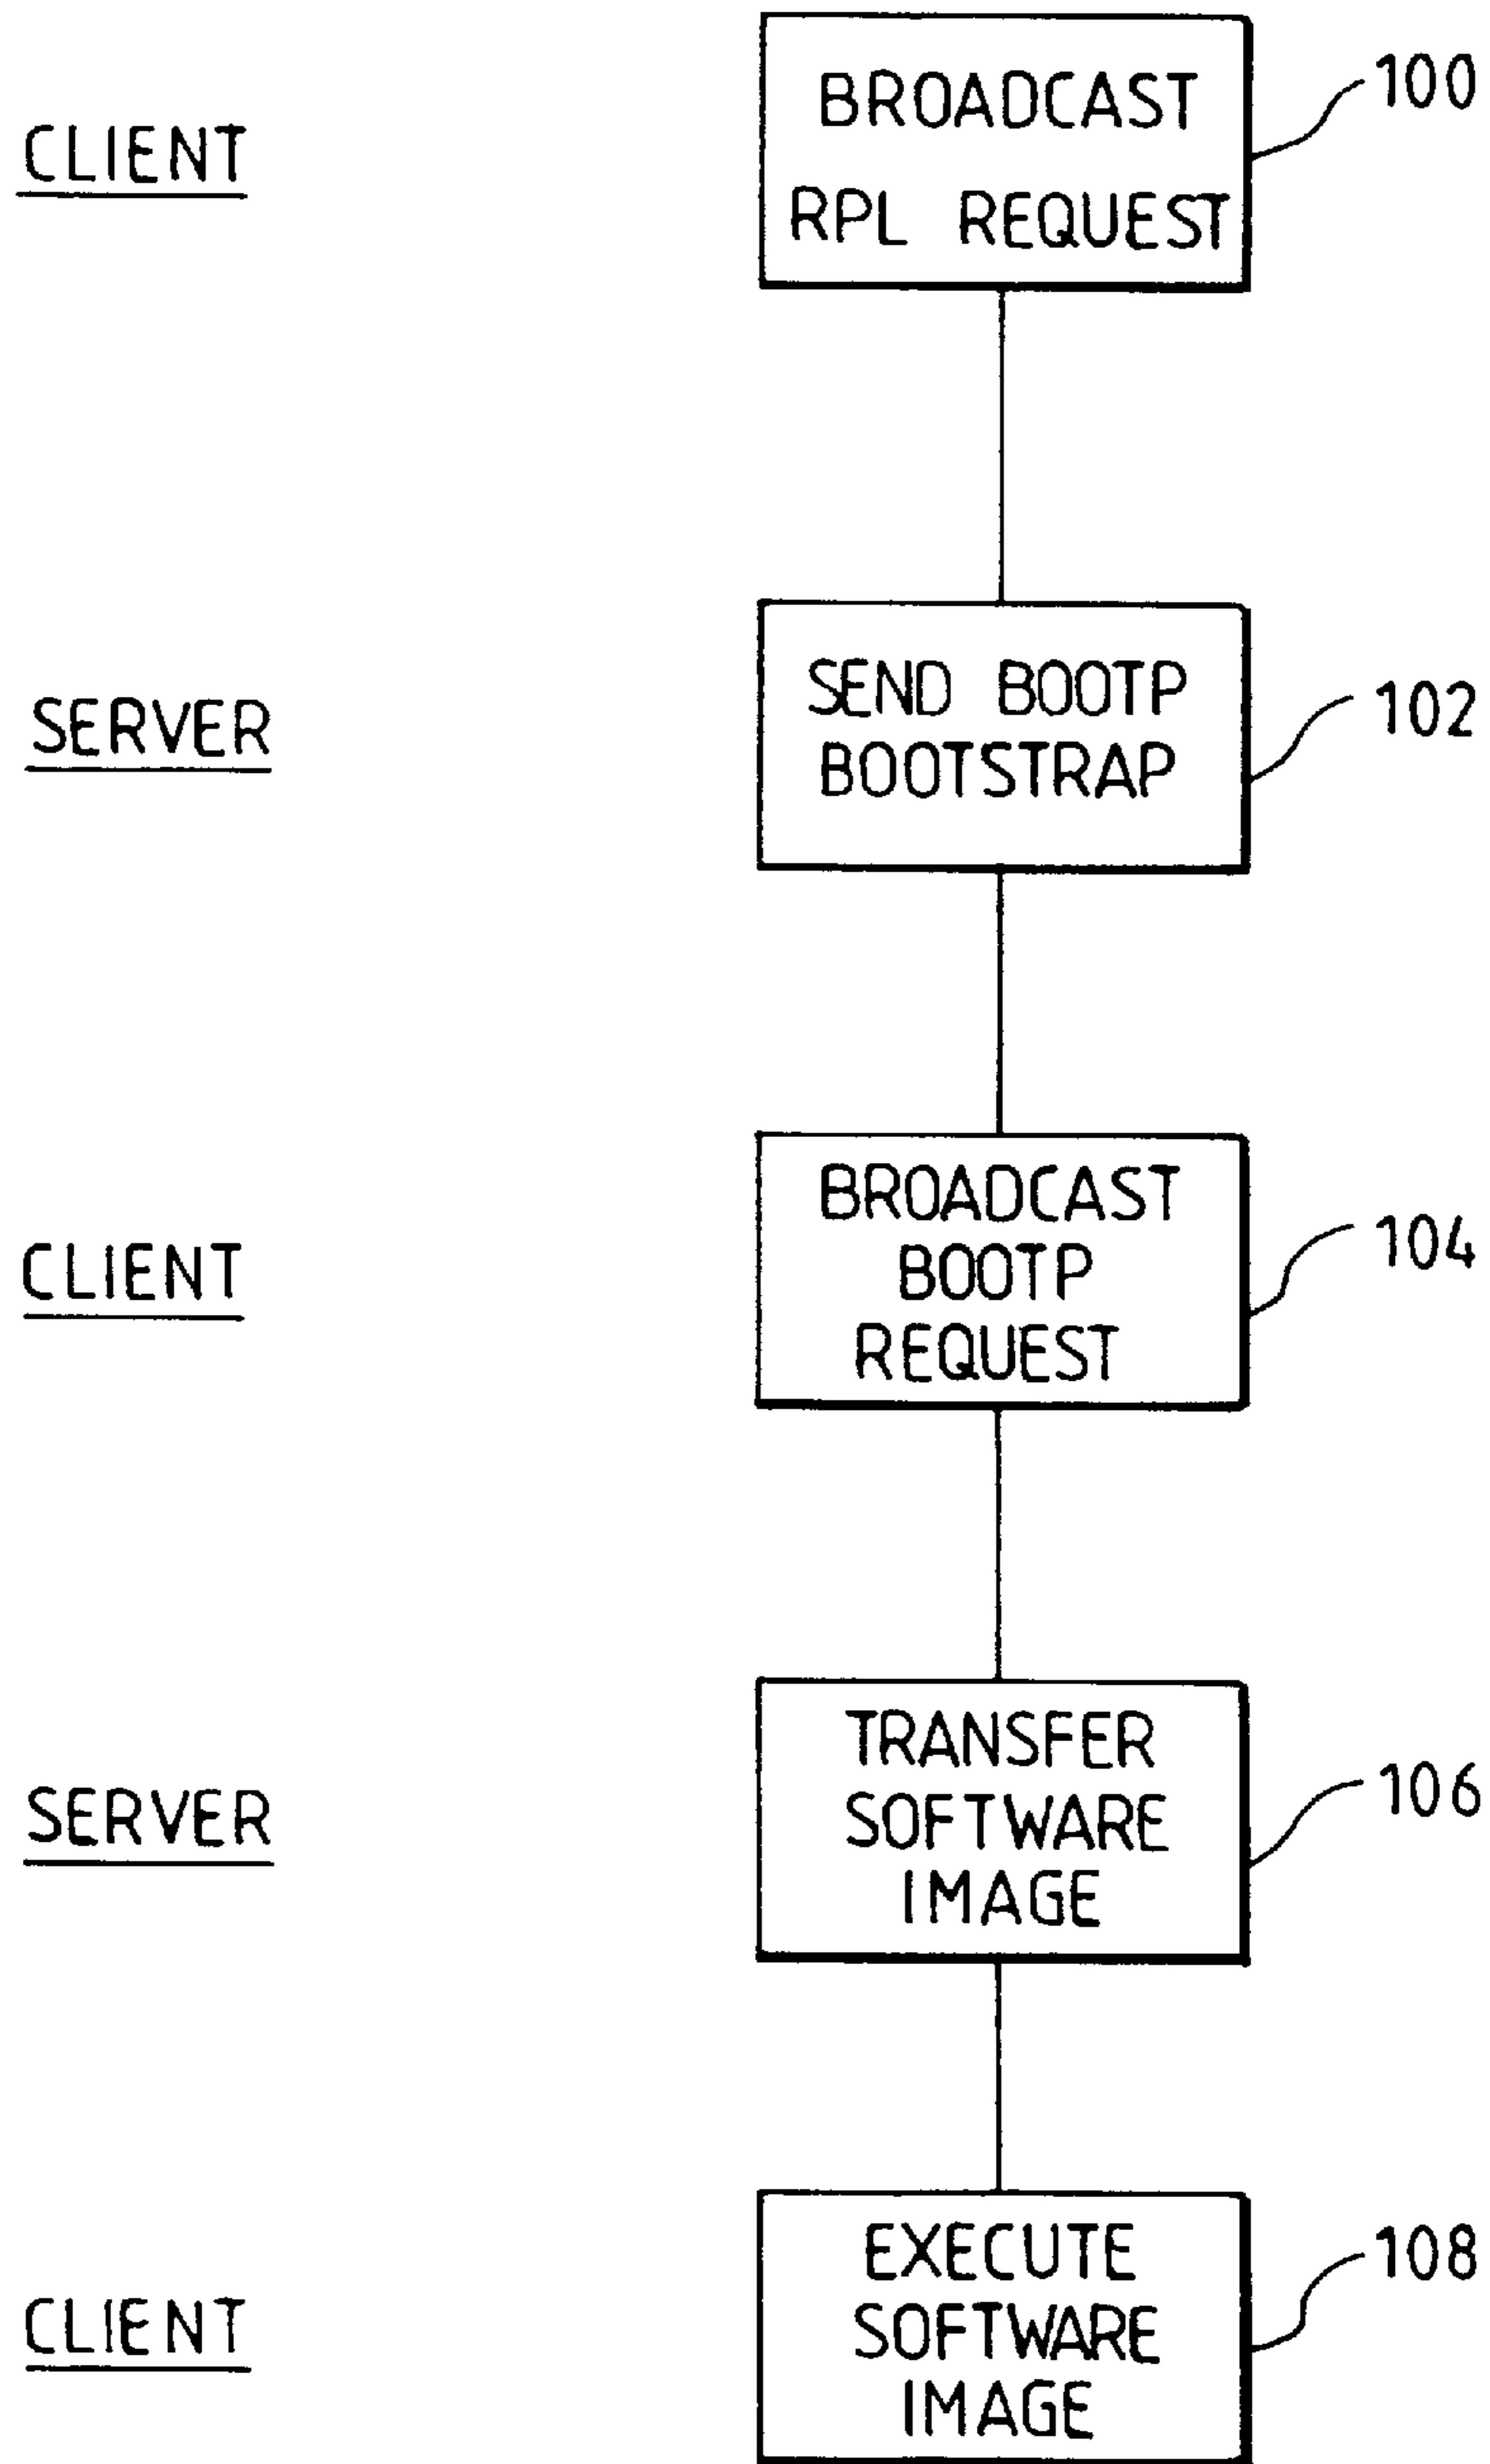 CLIENT
BROADCAST
RPL REQUEST
100
SERVER
SEND BOOTP
BOOTSTRAP
102
CLIENT
BROADCAST
BOOTP
REQUEST
104
SERVER
TRANSFER
SOFTWARE
IMAGE
106
CLIENT
EXECUTE
SOFTWARE
IMAGE
108